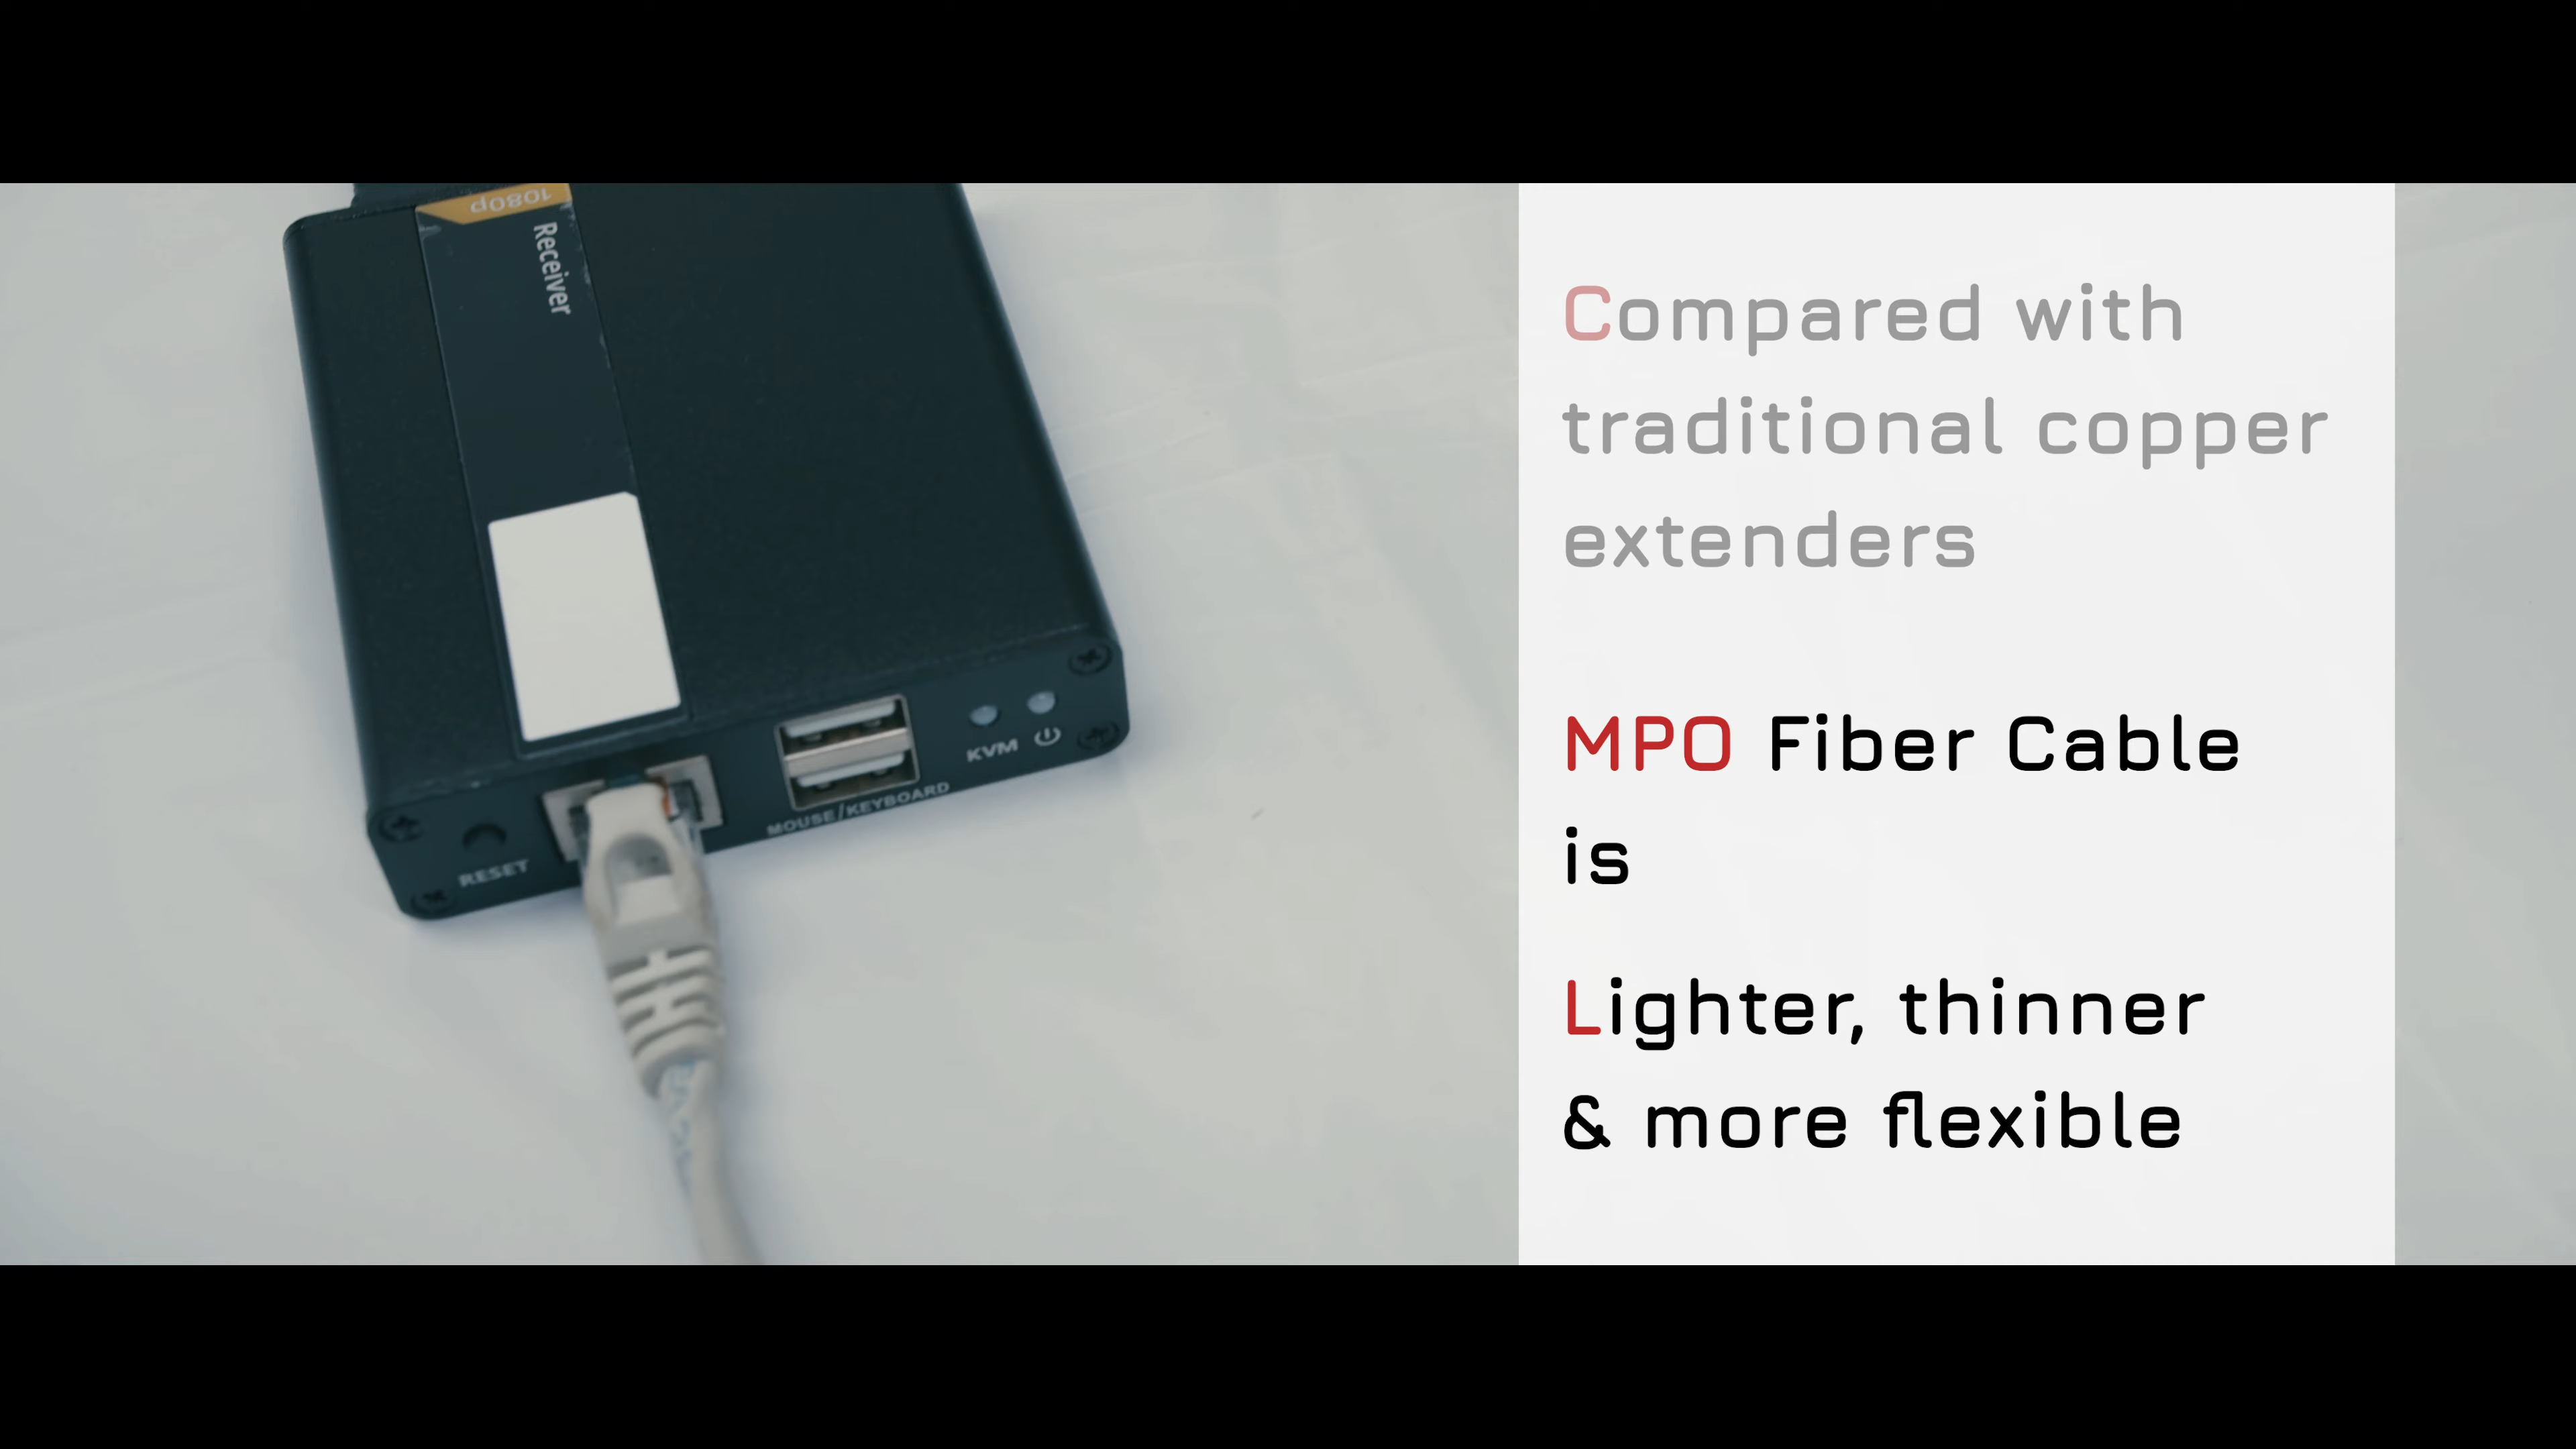 1080p
Receiver
KVM
MOUSE/KEYBOARD
RESET
Compared with
traditional copper
extenders
MPO Fiber Cable
is
Lighter, thinner
& more flexible